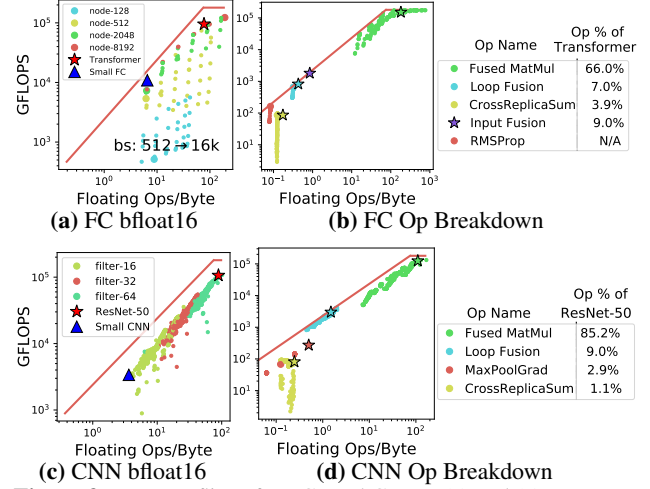 node-128
node-512
node-2048
node-8192
Transformer
Small FC
GFLOPS
10^5
10^4
10^3
bs: 512 → 16k
10^0 10^1 10^2
Floating Ops/Byte
(a) FC bfloat16
10^5
10^4
10^3
10^2
10^1
10^-1 10^0 10^1 10^2 10^3
Floating Ops/Byte
(b) FC Op Breakdown
Op Name Op % of Transformer
Fused MatMul 66.0%
Loop Fusion 7.0%
CrossReplicaSum 3.9%
Input Fusion 9.0%
RMSProp N/A
filter-16
filter-32
filter-64
ResNet-50
Small CNN
GFLOPS
10^5
10^4
10^3
10^0 10^1 10^2
Floating Ops/Byte
(c) CNN bfloat16
10^5
10^4
10^3
10^2
10^1
10^-1 10^0 10^1 10^2
Floating Ops/Byte
(d) CNN Op Breakdown
Op Name Op % of ResNet-50
Fused MatMul 85.2%
Loop Fusion 9.0%
MaxPoolGrad 2.9%
CrossReplicaSum 1.1%